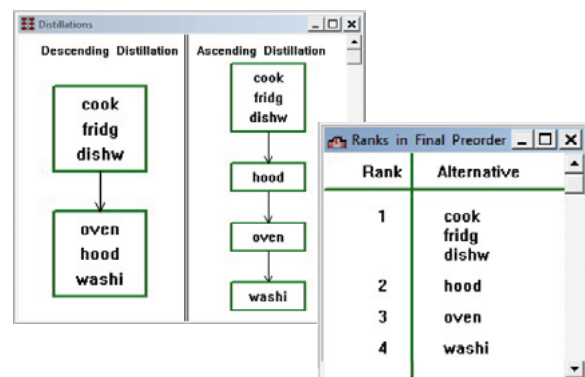 Distillations
Descending Distillation
cook
fridg
dishw
oven
hood
washi
Ascending Distillation
cook
fridg
dishw
hood
oven
washi
Ranks in Final Preorder
Rank Alternative
1 cook
fridg
dishw
2 hood
3 oven
4 washi